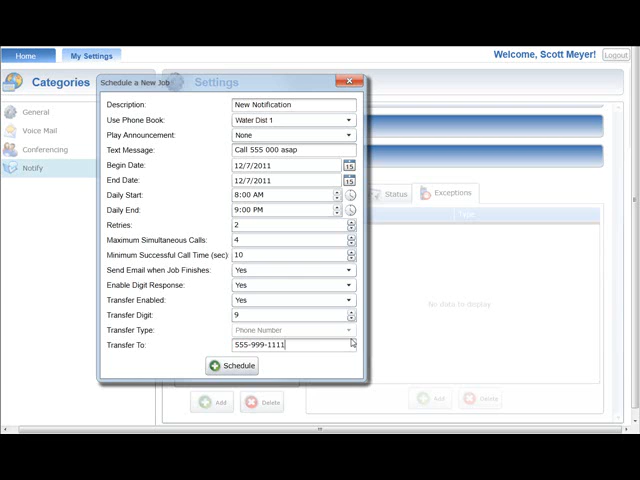 Home
My Settings
Welcome, Scott Meyer!
Logout
Categories
Settings
General
Voice Mail
Conferencing
Notify
Schedule a New Job
Description: New Notification
Use Phone Book: Water Dist 1
Play Announcement: None
Text Message: Call 555 000 asap
Begin Date: 12/7/2011 15
End Date: 12/7/2011 15
Daily Start: 8:00 AM
Daily End: 9:00 PM
Retries: 2
Maximum Simultaneous Calls: 4
Minimum Successful Call Time (sec) 10
Send Email when Job Finishes: Yes
Enable Digit Response: Yes
Transfer Enabled: Yes
Transfer Digit: 9
Transfer Type: Phone Number
Transfer To: 555-999-1111
Schedule
Status
Exceptions
Type
No data to display
Add
Delete
Add
Delete